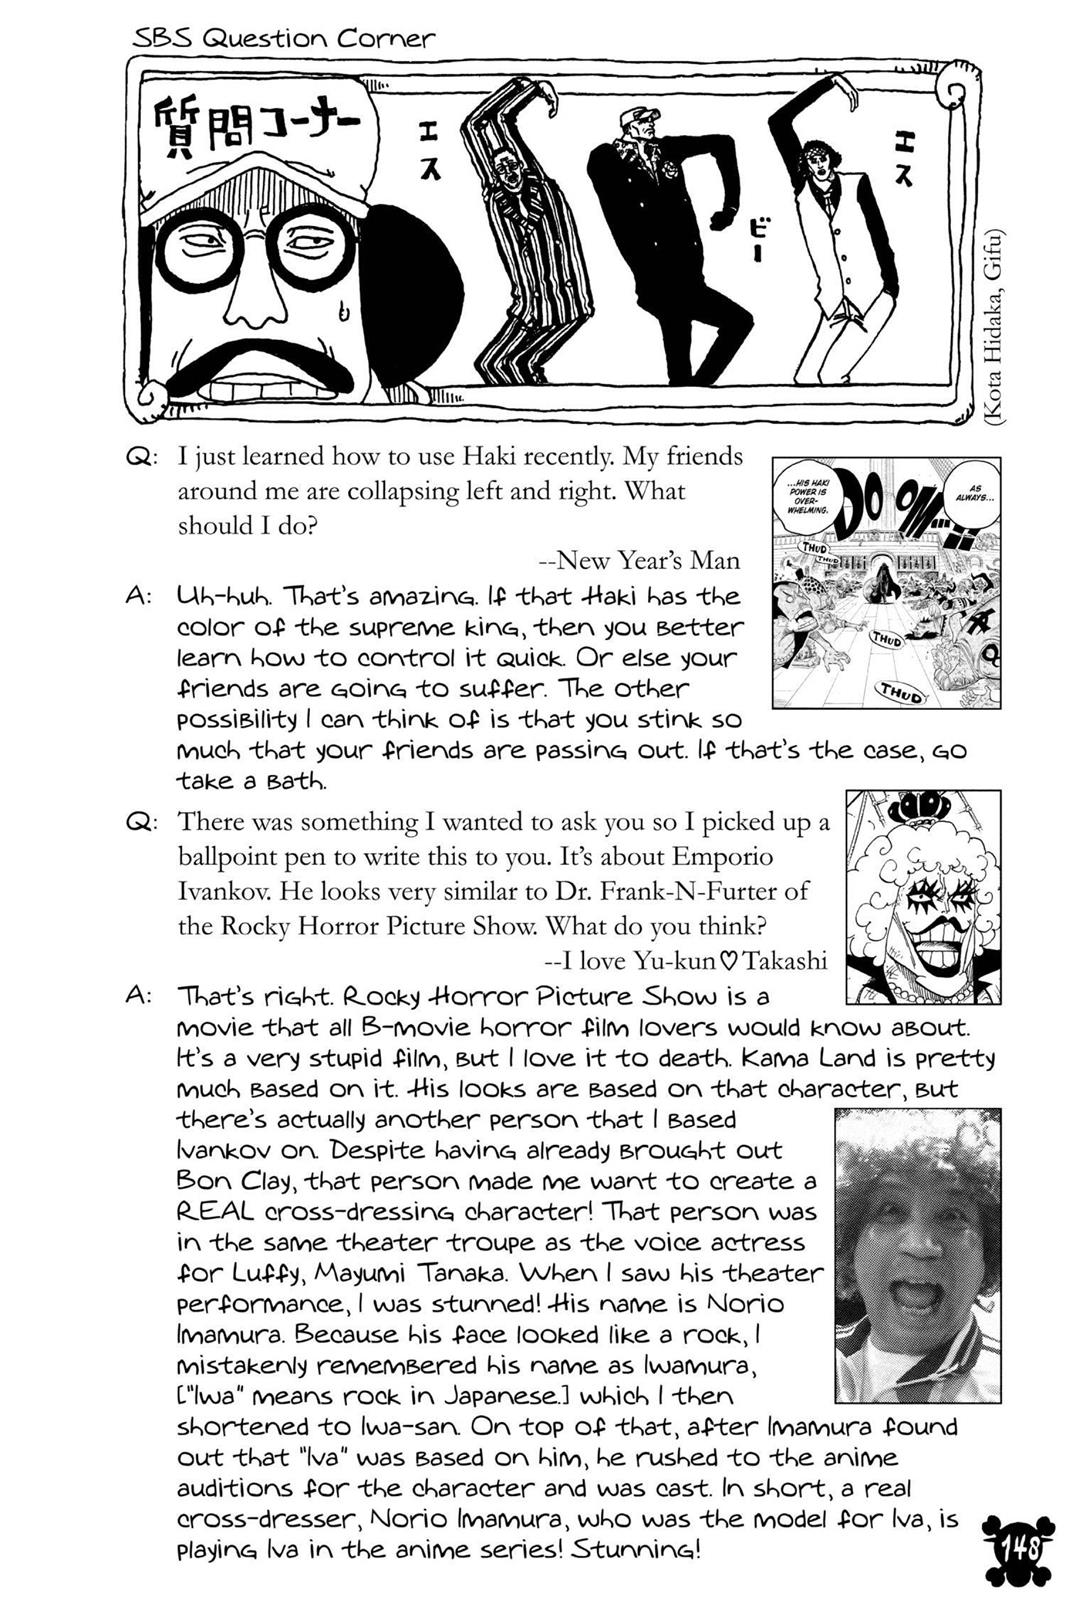 SBS Question Corner
質問コーナー
エス
ビー
エス
(Kota Hidaka, Gifu)
Q: I just learned how to use Haki recently. My friends
around me are collapsing left and right. What
should I do?
--New Year's Man
...HIS HAKI
POWER IS
OVER-
WHELMING.
DOOM...!!
AS
ALWAYS...
THUD
THUD
THUD
THUD
A: Uh-huh. That's amazing. If that Haki has the
color of the supreme king, then you better
learn how to control it quick. Or else your
friends are going to suffer. The other
possibility I can think of is that you stink so
much that your friends are passing out. If that's the case, go
take a bath.
Q: There was something I wanted to ask you so I picked up a
ballpoint pen to write this to you. It's about Emporio
Ivankov. He looks very similar to Dr. Frank-N-Furter of
the Rocky Horror Picture Show. What do you think?
--I love Yu-kun♡Takashi
A: That's right. Rocky Horror Picture Show is a
movie that all B-movie horror film lovers would know about.
It's a very stupid film, but I love it to death. Kama Land is pretty
much based on it. His looks are based on that character, but
there's actually another person that I based
Ivankov on. Despite having already brought out
Bon Clay, that person made me want to create a
REAL cross-dressing character! That person was
in the same theater troupe as the voice actress
for Luffy, Mayumi Tanaka. When I saw his theater
performance, I was stunned! His name is Norio
Imamura. Because his face looked like a rock, I
mistakenly remembered his name as Iwamura,
["Iwa" means rock in Japanese.] which I then
shortened to Iwa-san. On top of that, after Imamura found
out that "Iva" was based on him, he rushed to the anime
auditions for the character and was cast. In short, a real
cross-dresser, Norio Imamura, who was the model for Iva, is
playing Iva in the anime series! Stunning!
148